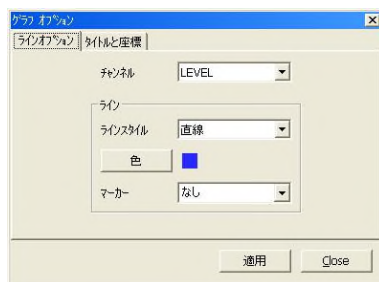 グラフ オプション
ラインオプション タイトルと座標
チャンネル LEVEL
ライン
ラインスタイル 直線
色
マーカー なし
適用 Close